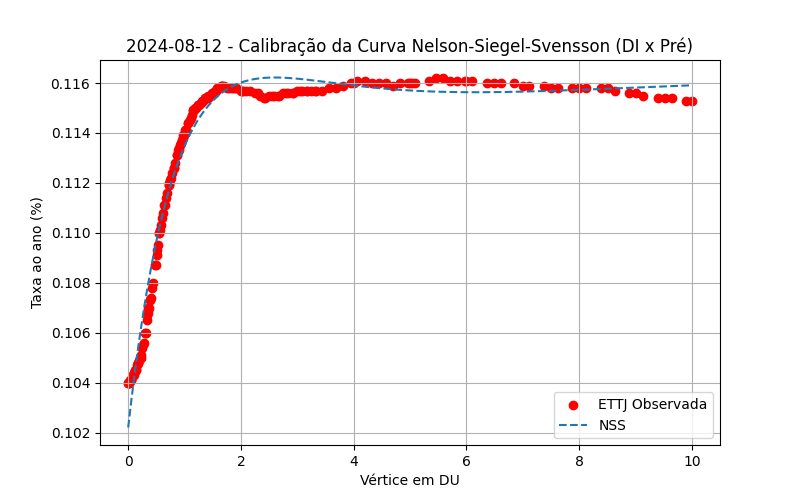 2024-08-12 - Calibração da Curva Nelson-Siegel-Svensson (DI x Pré)
Taxa ao ano (%)
0.116
0.114
0.112
0.110
0.108
0.106
0.104
0.102
ETTJ Observada
NSS
0 2 4 6 8 10
Vértice em DU